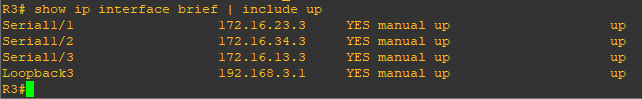 R3# show ip interface brief | include up
Serial1/1 172.16.23.3 YES manual up up
Serial1/2 172.16.34.3 YES manual up up
Serial1/3 172.16.13.3 YES manual up up
Loopback3 192.168.3.1 YES manual up up
R3#